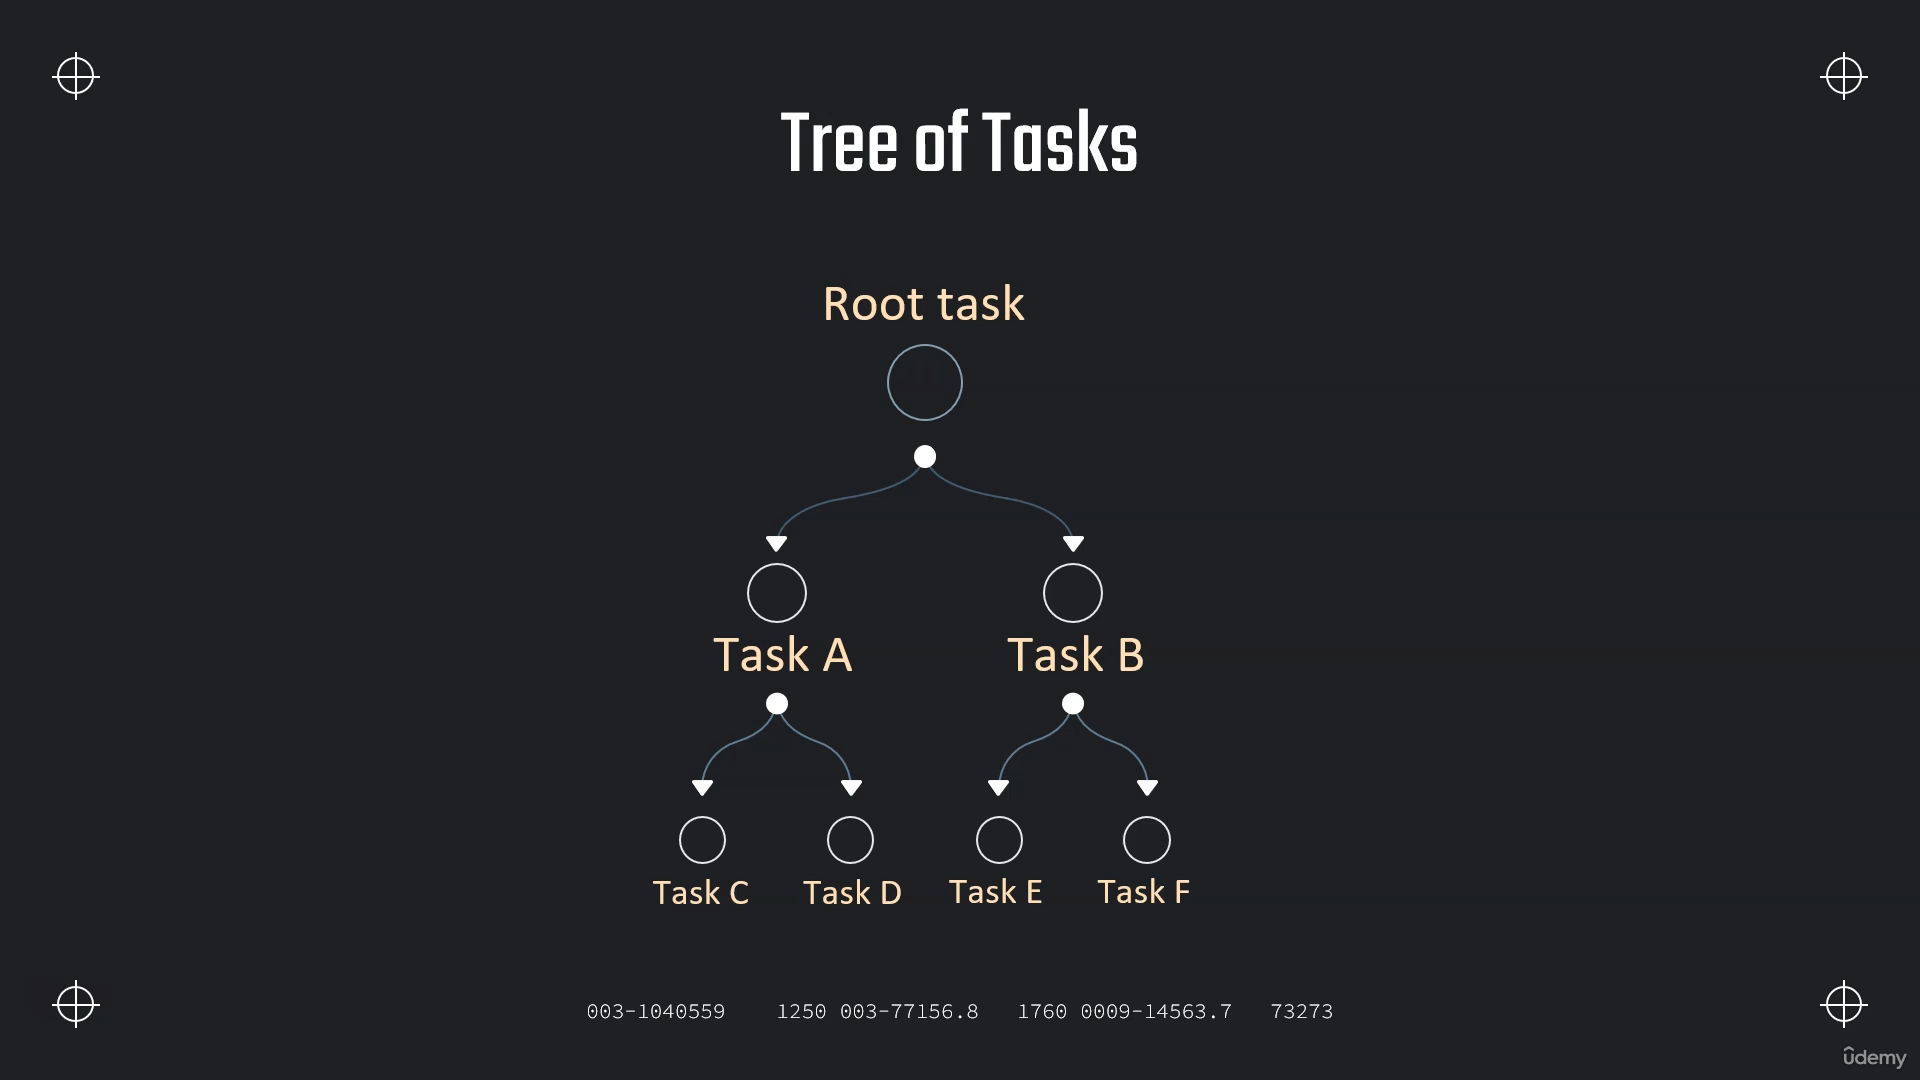 Tree of Tasks
Root task
Task A Task B
Task C Task D Task E Task F
003-1040559 1250 003-77156.8 1760 0009-14563.7 73273
ûdemy